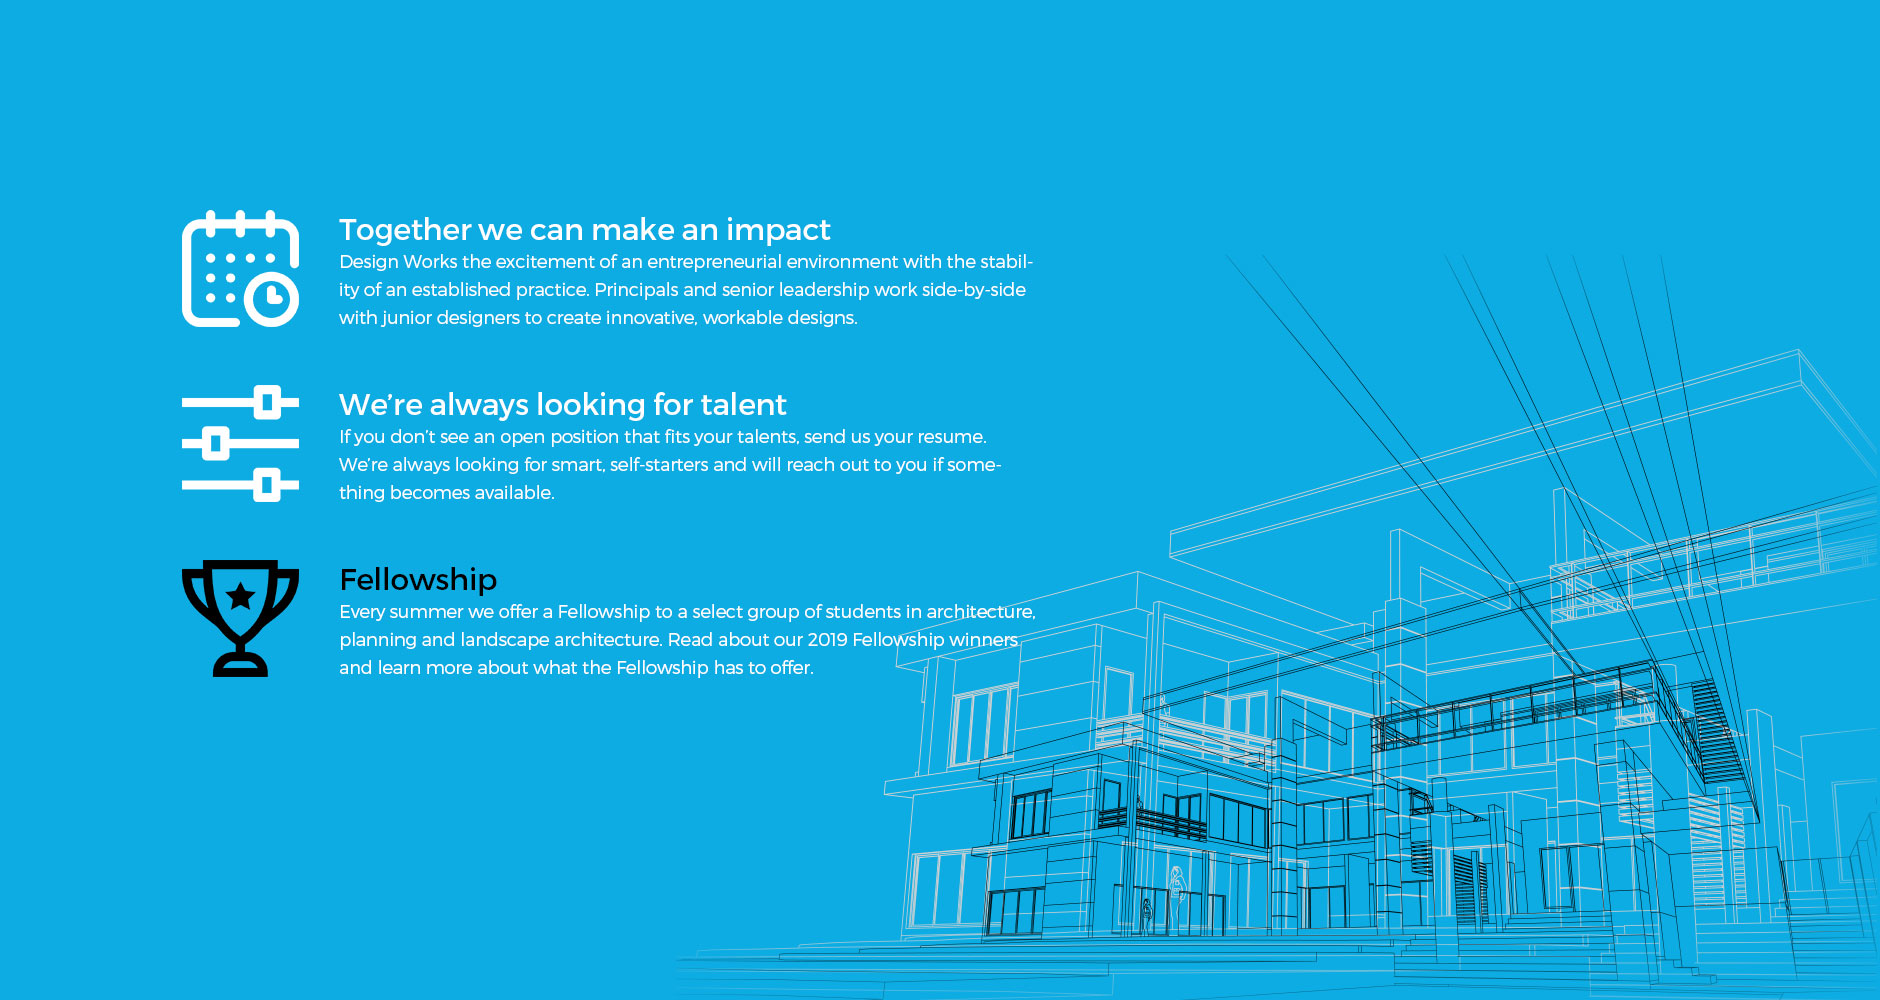 Together we can make an impact
Design Works the excitement of an entrepreneurial environment with the stabil-
ity of an established practice. Principals and senior leadership work side-by-side
with junior designers to create innovative, workable designs.
We’re always looking for talent
If you don’t see an open position that fits your talents, send us your resume.
We’re always looking for smart, self-starters and will reach out to you if some-
thing becomes available.
Fellowship
Every summer we offer a Fellowship to a select group of students in architecture,
planning and landscape architecture. Read about our 2019 Fellowship winners
and learn more about what the Fellowship has to offer.